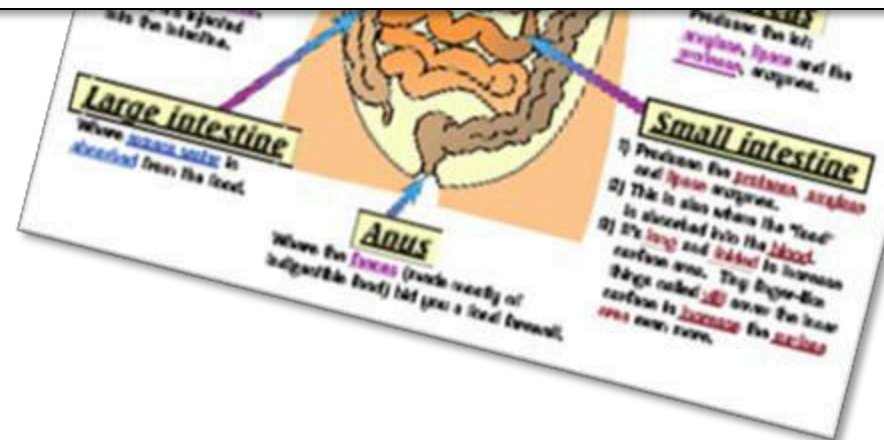 into the intestine.
Produces the
amylase, lipase and the
protease, enzymes.
Large intestine
Where excess water is
absorbed from the food.
Small intestine
1) Produces the protease, amylase
and lipase enzymes.
2) This is also where the "food"
is absorbed into the blood.
3) It's long and folded to increase
surface area. Tiny finger-like
things called villi cover the inner
surface to increase the surface
area even more.
Anus
Where the faeces (made mostly of
indigestible food) bid you a fond farewell.